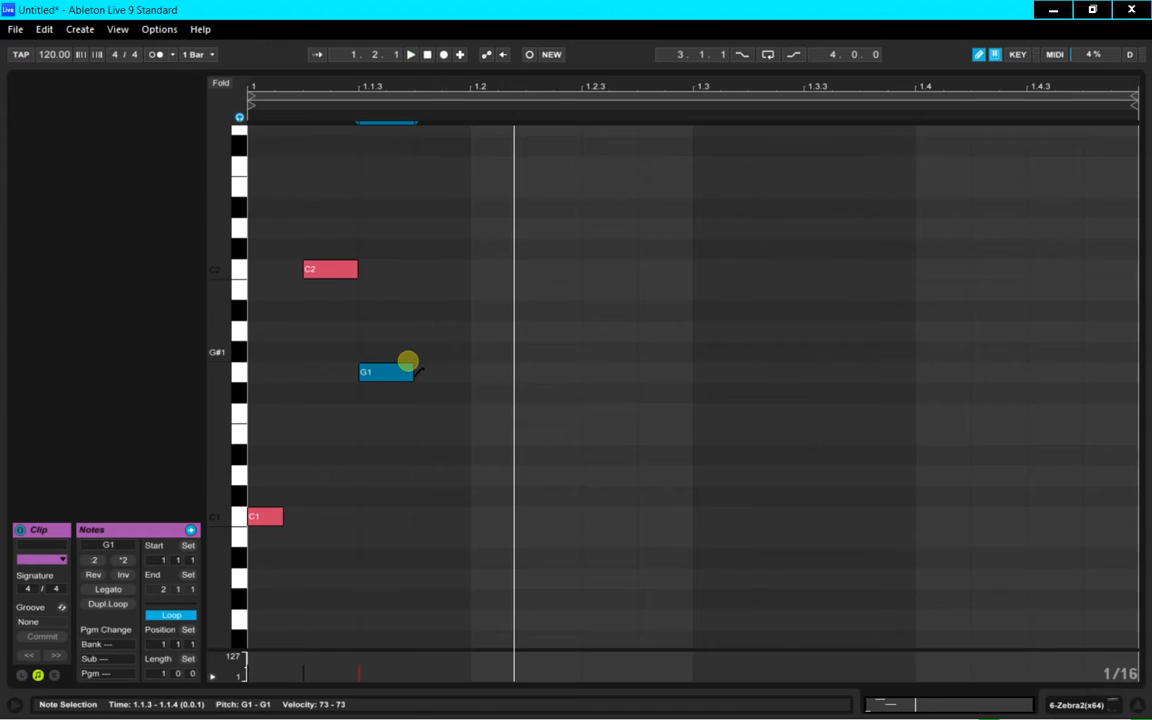 Live Untitled* - Ableton Live 9 Standard
File Edit Create View Options Help
TAP 120.00 4 / 4 1 Bar 1. 2. 1 NEW 3. 1. 1 4. 0. 0 KEY MIDI 4 % D
Fold 1 1.1.3 1.2 1.2.3 1.3 1.3.3 1.4 1.4.3
C2 C2
G#1
G1
C1 C1
Clip Notes
G1 Start Set
:2 *2 1 1 1
Signature Rev Inv End Set
4 / 4 Legato 2 1 1
Groove Dupl.Loop
None Loop
Commit Pgm Change Position Set
Bank --- 1 1 1
<< >> Sub --- Length Set 127
Pgm --- 1 0 0 1 1/16
Note Selection Time: 1.1.3 - 1.1.4 (0.0.1) Pitch: G1 - G1 Velocity: 73 - 73 6-Zebra2(x64)